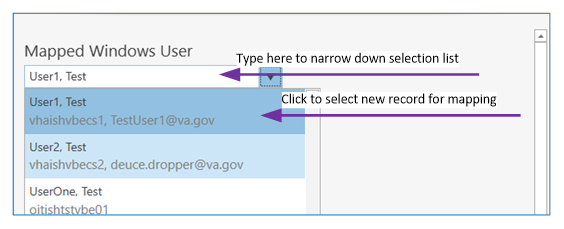 Mapped Windows User
Type here to narrow down selection list
User1, Test
Click to select new record for mapping
User1, Test
vhaishvbecs1, TestUser1@va.gov
User2, Test
vhaishvbecs2, deuce.dropper@va.gov
UserOne, Test
oitishtstvbe01